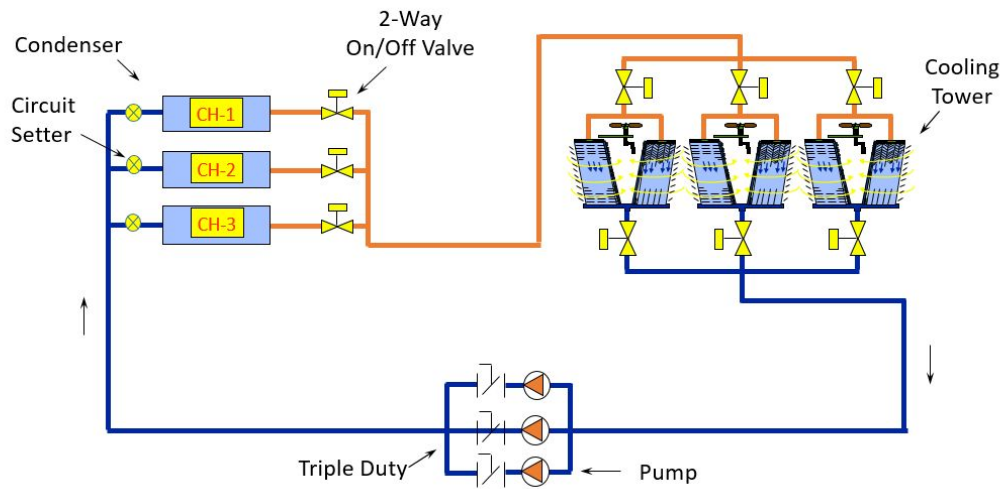 2-Way
On/Off Valve
Condenser
Circuit
Setter
Cooling
Tower
CH-1
CH-2
CH-3
Triple Duty
Pump